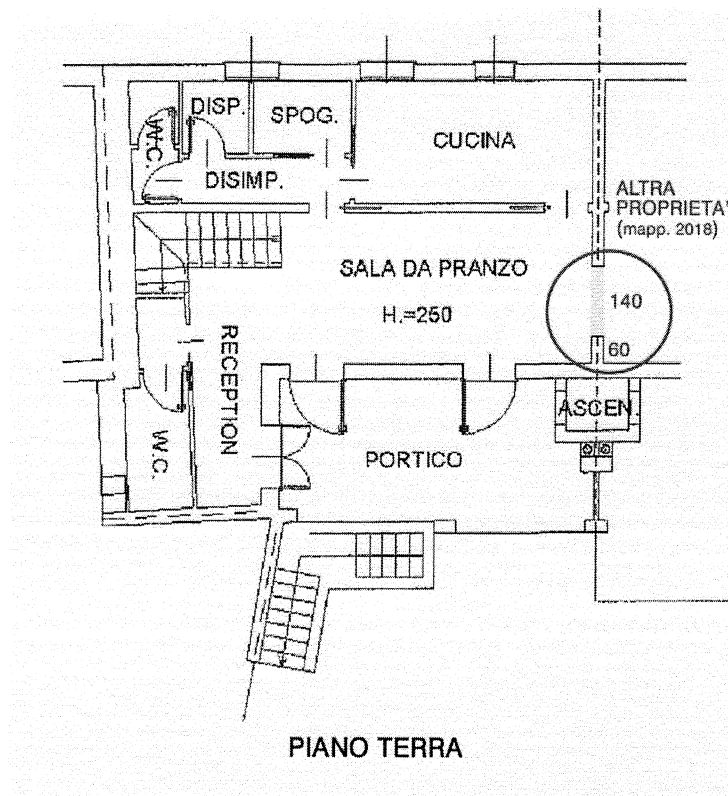 DISP.
SPOG.
W.C.
CUCINA
DISIMP.
ALTRA
PROPRIETA'
(mapp. 2018)
SALA DA PRANZO
H.=250
140
60
RECEPTION
ASCEN.
W.C.
PORTICO
PIANO TERRA